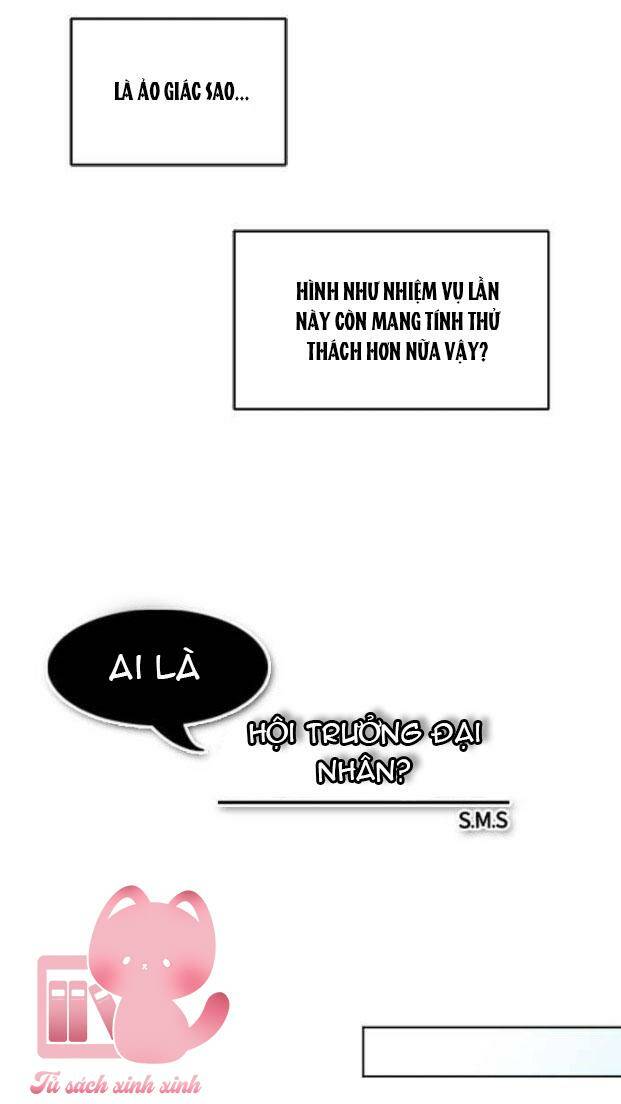 LÀ ẢO GIÁC SAO...
HÌNH NHƯ NHIỆM VỤ LẦN
NÀY CÒN MANG TÍNH THỬ
THÁCH HƠN NỮA VẬY?
AI LÀ
HỘI TRƯỞNG ĐẠI
NHÂN?
S.M.S
Tủ sách xinh xinh